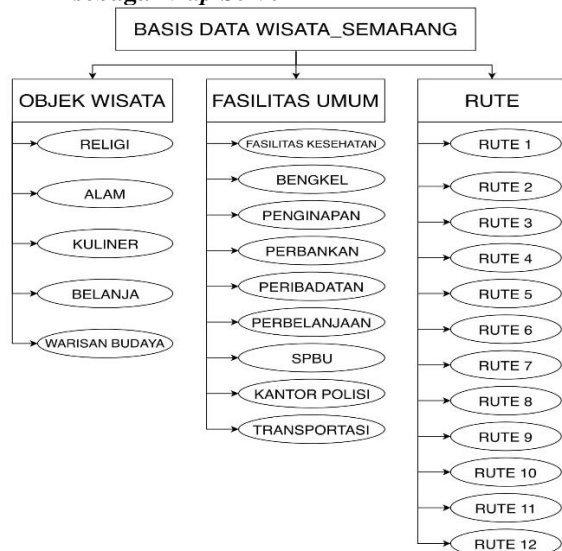 BASIS DATA WISATA_SEMARANG
OBJEK WISATA
RELIGI
ALAM
KULINER
BELANJA
WARISAN BUDAYA
FASILITAS UMUM
FASILITAS KESEHATAN
BENGKEL
PENGINAPAN
PERBANKAN
PERIBADATAN
PERBELANJAAN
SPBU
KANTOR POLISI
TRANSPORTASI
RUTE
RUTE 1
RUTE 2
RUTE 3
RUTE 4
RUTE 5
RUTE 6
RUTE 7
RUTE 8
RUTE 9
RUTE 10
RUTE 11
RUTE 12